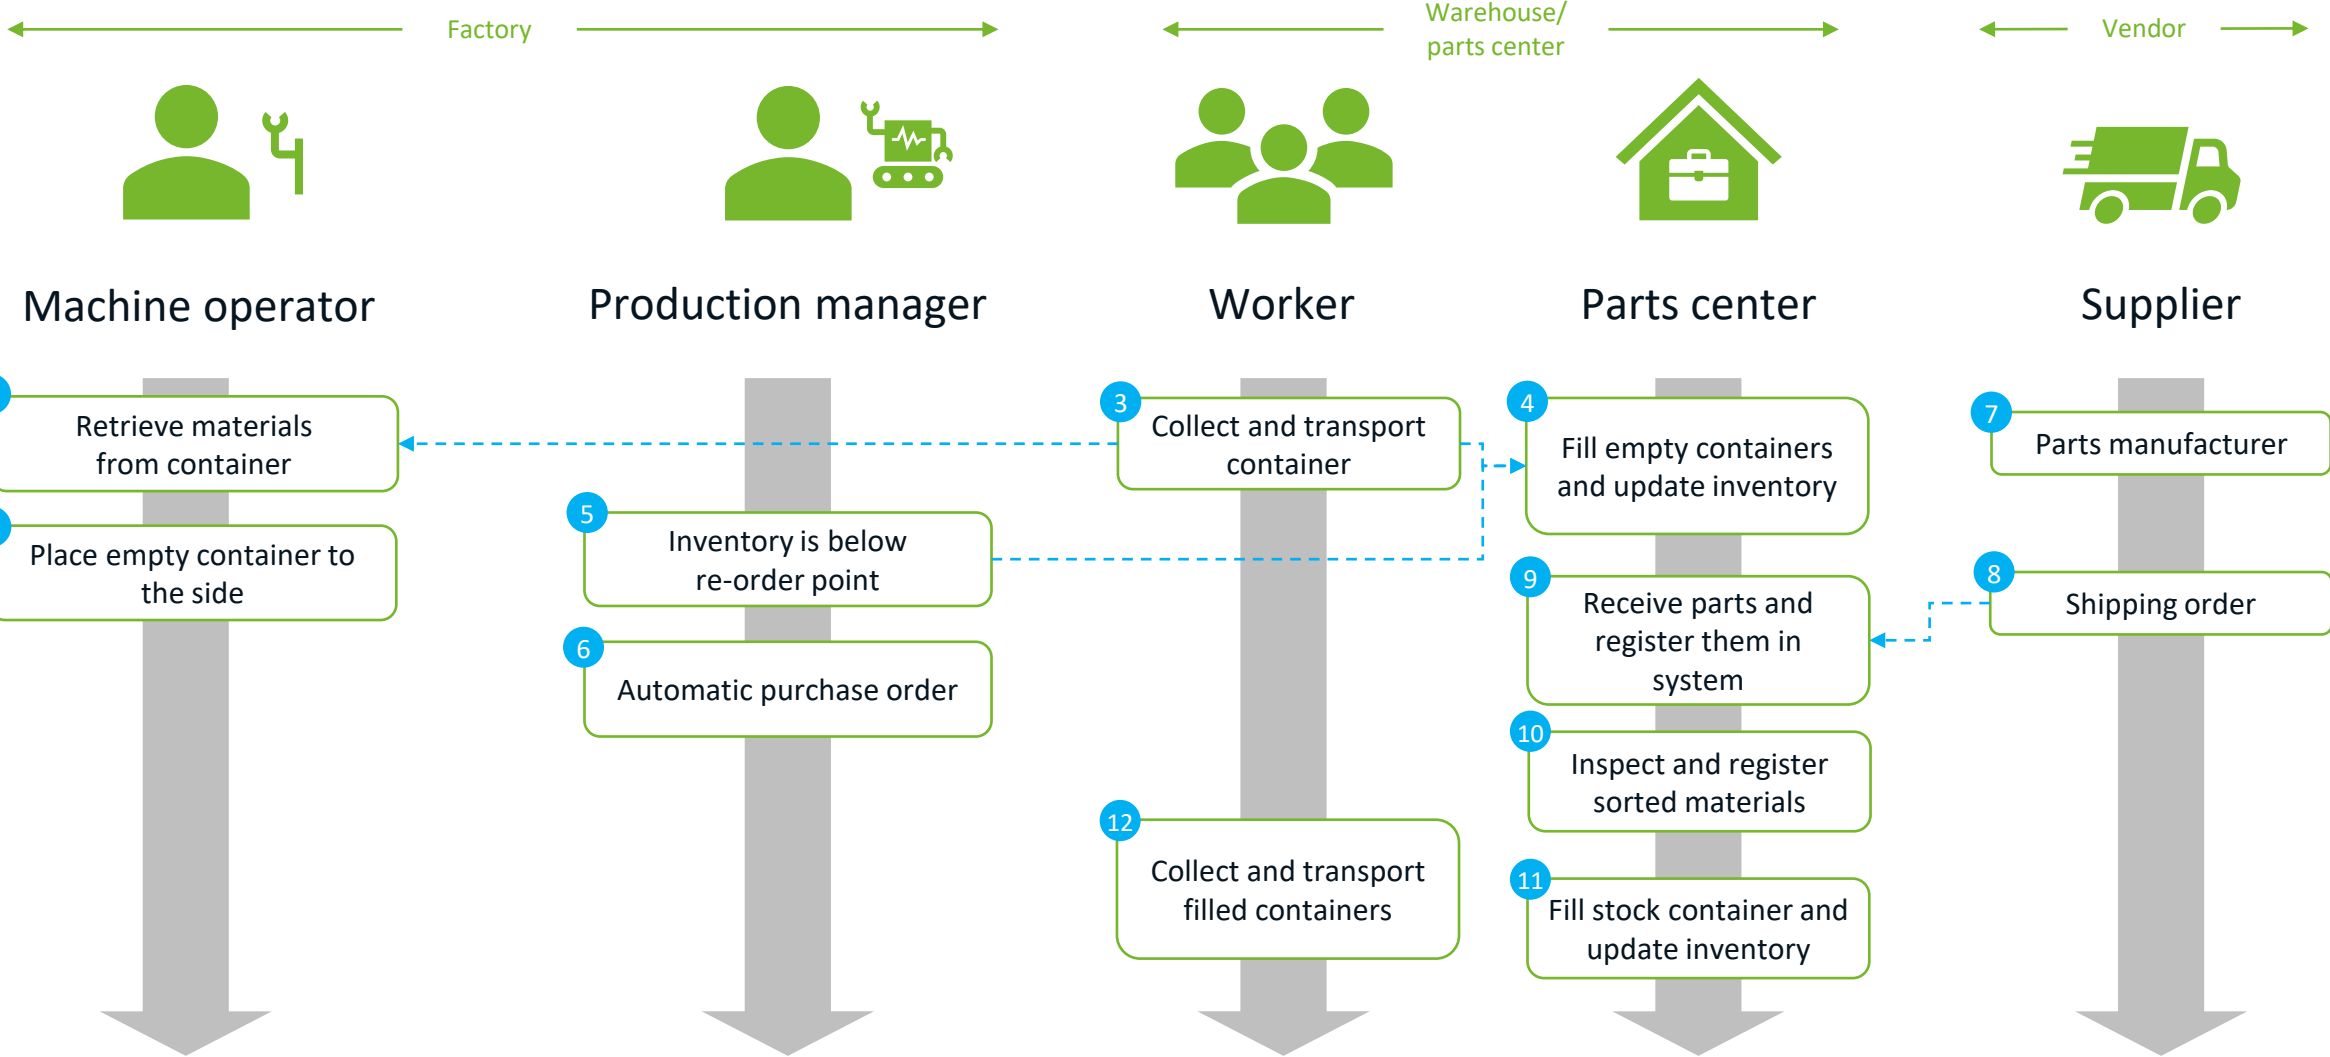 Factory
Warehouse/
parts center
Vendor
Machine operator
Production manager
Worker
Parts center
Supplier
Retrieve materials
from container
Place empty container to
the side
3
Collect and transport
container
4
Fill empty containers
and update inventory
5
Inventory is below
re-order point
6
Automatic purchase order
7
Parts manufacturer
8
Shipping order
9
Receive parts and
register them in
system
10
Inspect and register
sorted materials
11
Fill stock container and
update inventory
12
Collect and transport
filled containers